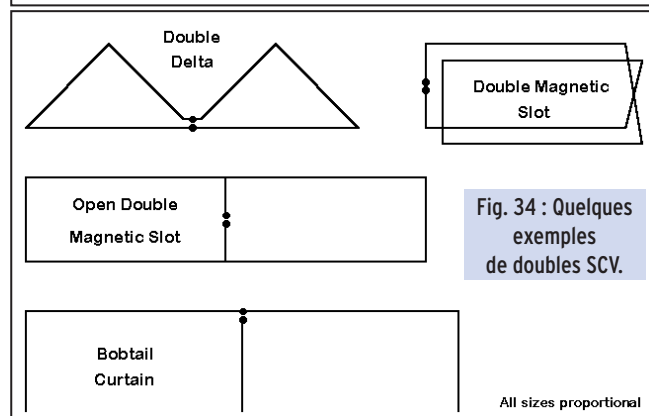 Double
Delta
Double Magnetic
Slot
Open Double
Magnetic Slot
Fig. 34 : Quelques
exemples
de doubles SCV.
Bobtail
Curtain
All sizes proportional